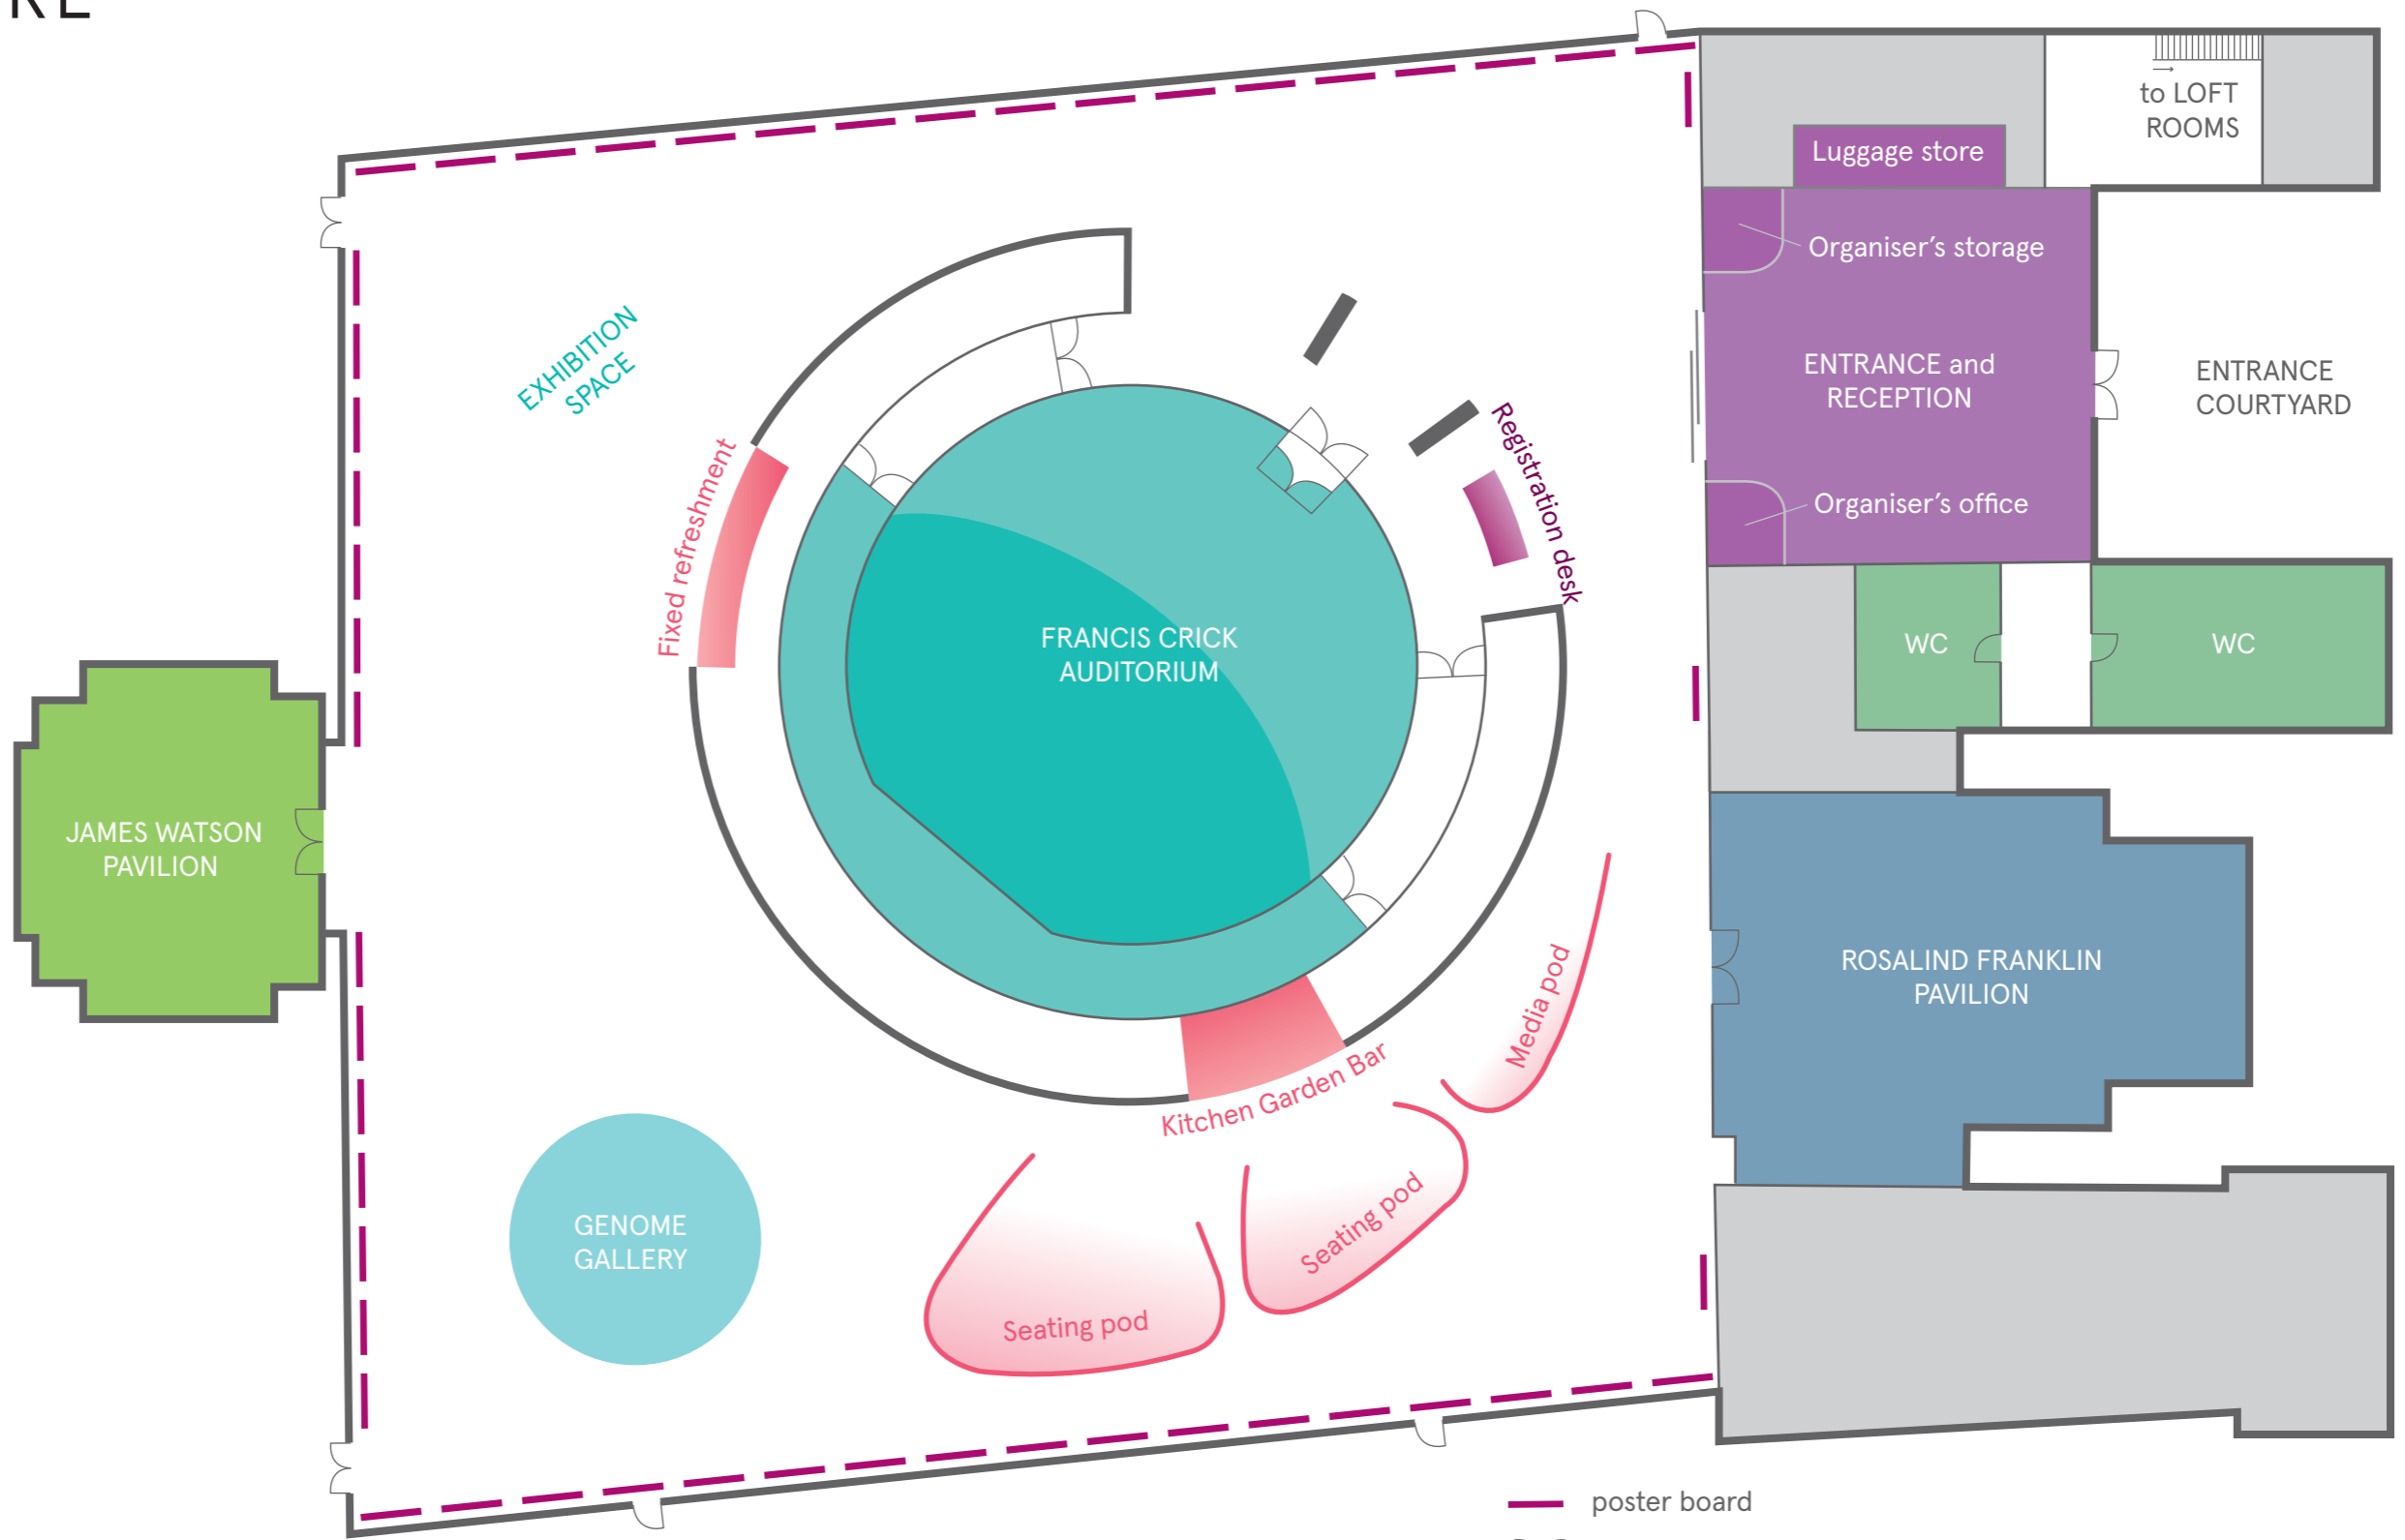 to LOFT
ROOMS
Luggage store
Organiser's storage
EXHIBITION
SPACE
ENTRANCE and
RECEPTION
ENTRANCE
COURTYARD
Registration desk
Fixed refreshment
Organiser's office
FRANCIS CRICK
AUDITORIUM
WC
WC
JAMES WATSON
PAVILION
ROSALIND FRANKLIN
PAVILION
Media pod
Kitchen Garden Bar
GENOME
GALLERY
Seating pod
Seating pod
poster board